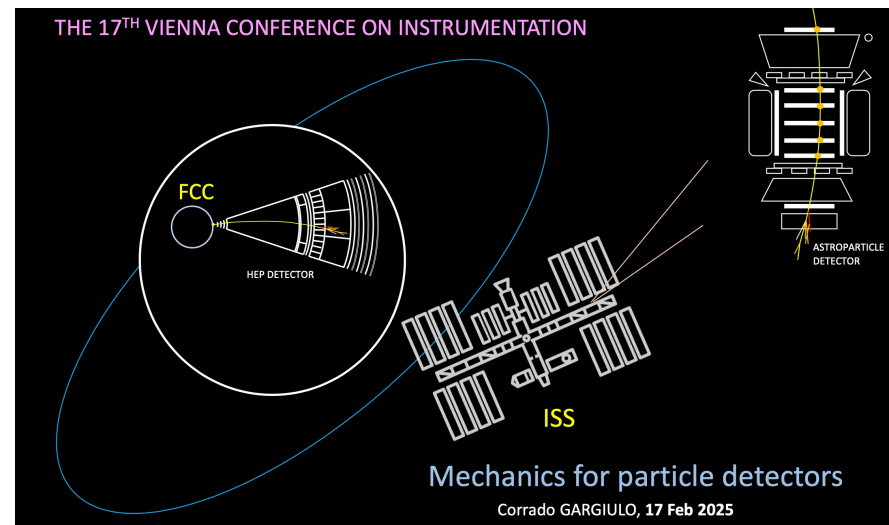 THE 17TH VIENNA CONFERENCE ON INSTRUMENTATION
FCC
HEP DETECTOR
ASTROPARTICLE
DETECTOR
ISS
Mechanics for particle detectors
Corrado GARGIULO, 17 Feb 2025